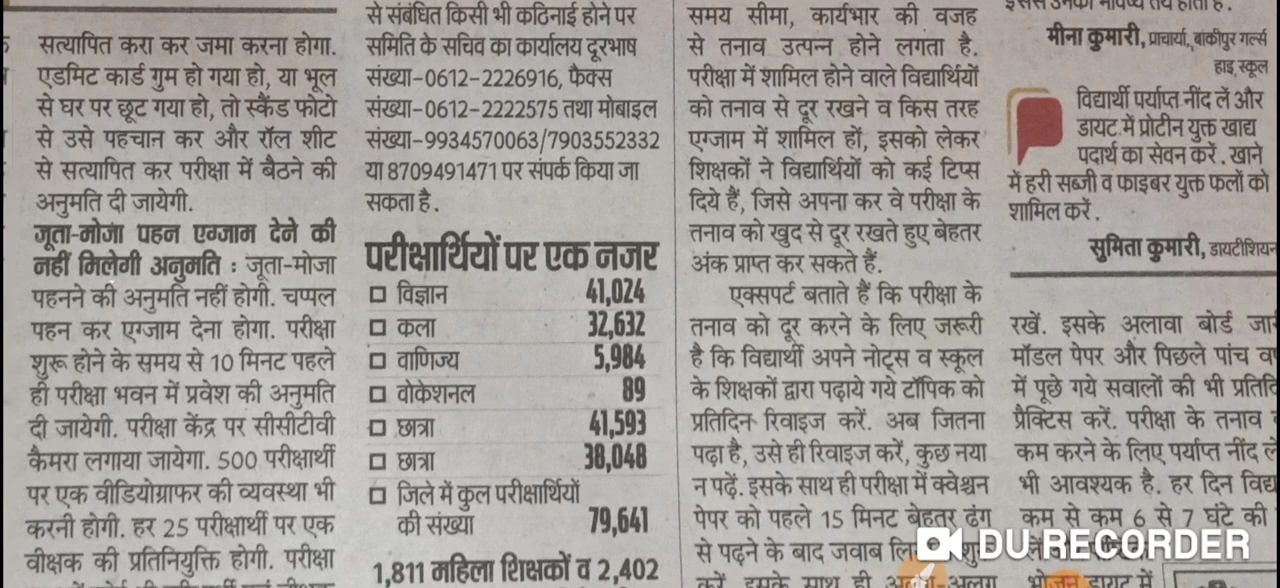 सत्यापित करा कर जमा करना होगा.
एडमिट कार्ड गुम हो गया हो, या भूल
से घर पर छूट गया हो, तो स्कैंड फोटो
से उसे पहचान कर और रॉल शीट
से सत्यापित कर परीक्षा में बैठने की
अनुमति दी जायेगी.
जूता-मोजा पहन एग्जाम देने की
नहीं मिलेगी अनुमति : जूता-मोजा
पहनने की अनुमति नहीं होगी. चप्पल
पहन कर एग्जाम देना होगा. परीक्षा
शुरू होने के समय से 10 मिनट पहले
ही परीक्षा भवन में प्रवेश की अनुमति
दी जायेगी. परीक्षा केंद्र पर सीसीटीवी
कैमरा लगाया जायेगा. 500 परीक्षार्थी
पर एक वीडियोग्राफर की व्यवस्था भी
करनी होगी. हर 25 परीक्षार्थी पर एक
वीक्षक की प्रतिनियुक्ति होगी. परीक्षा
से संबंधित किसी भी कठिनाई होने पर
समिति के सचिव का कार्यालय दूरभाष
संख्या-0612-2226916, फैक्स
संख्या-0612-2222575 तथा मोबाइल
संख्या-9934570063/7903552332
या 8709491471 पर संपर्क किया जा
सकता है.
परीक्षार्थियों पर एक नजर
विज्ञान 41,024
कला 32,632
वाणिज्य 5,984
वोकेशनल 89
छात्रा 41,593
छात्रा 38,048
जिले में कुल परीक्षार्थियों
की संख्या 79,641
1,811 महिला शिक्षकों व 2,402
समय सीमा, कार्यभार की वजह
से तनाव उत्पन्न होने लगता है.
परीक्षा में शामिल होने वाले विद्यार्थियों
को तनाव से दूर रखने व किस तरह
एग्जाम में शामिल हों, इसको लेकर
शिक्षकों ने विद्यार्थियों को कई टिप्स
दिये हैं, जिसे अपना कर वे परीक्षा के
तनाव को खुद से दूर रखते हुए बेहतर
अंक प्राप्त कर सकते हैं.
एक्सपर्ट बताते हैं कि परीक्षा के
तनाव को दूर करने के लिए जरूरी
है कि विद्यार्थी अपने नोट्स व स्कूल
के शिक्षकों द्वारा पढ़ाये गये टॉपिक को
प्रतिदिन रिवाइज करें. अब जितना
पढ़ा है, उसे ही रिवाइज करें, कुछ नया
न पढ़ें. इसके साथ ही परीक्षा में क्वेश्चन
पेपर को पहले 15 मिनट बेहतर ढंग
से पढ़ने के बाद जवाब
करें. इसके साथ ही
मीना कुमारी, प्राचार्या, बांकीपुर गर्ल्स
हाइ स्कूल
विद्यार्थी पर्याप्त नींद लें और
डायट में प्रोटीन युक्त खाद्य
पदार्थ का सेवन करें. खाने
में हरी सब्जी व फाइबर युक्त फलों को
शामिल करें.
सुमिता कुमारी, डायटीशियन
रखें. इसके अलावा बोर्ड
मॉडल पेपर और पिछले पांच
में पूछे गये सवालों की भी
प्रैक्टिस करें. परीक्षा के तनाव
कम करने के लिए पर्याप्त नींद
भी आवश्यक है. हर दिन
कम से कम 6 से 7 घंटे की
DU RECORDER